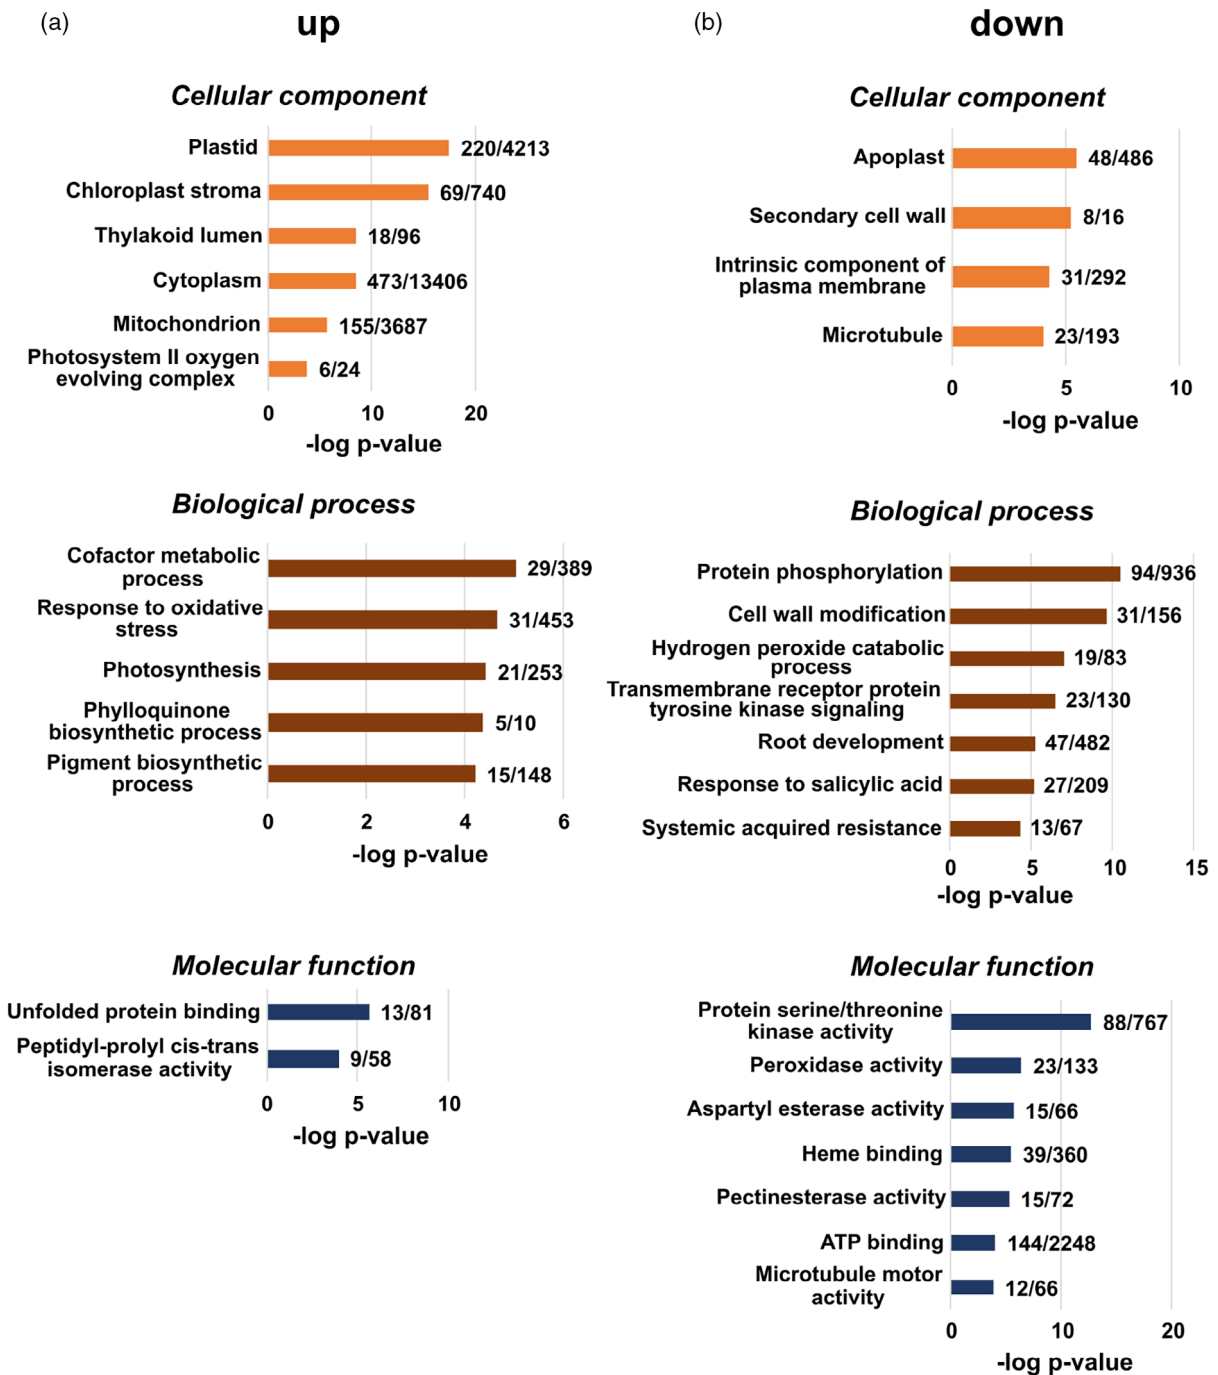 (a)
up
Cellular component
Plastid
220/4213
Chloroplast stroma
69/740
Thylakoid lumen
18/96
Cytoplasm
473/13406
Mitochondrion
155/3687
Photosystem II oxygen
evolving complex
6/24
0 10 20
-log p-value
Biological process
Cofactor metabolic
process
29/389
Response to oxidative
stress
31/453
Photosynthesis
21/253
Phylloquinone
biosynthetic process
5/10
Pigment biosynthetic
process
15/148
0 2 4 6
-log p-value
Molecular function
Unfolded protein binding
13/81
Peptidyl-prolyl cis-trans
isomerase activity
9/58
0 5 10
-log p-value
(b)
down
Cellular component
Apoplast
48/486
Secondary cell wall
8/16
Intrinsic component of
plasma membrane
31/292
Microtubule
23/193
0 5 10
-log p-value
Biological process
Protein phosphorylation
94/936
Cell wall modification
31/156
Hydrogen peroxide catabolic
process
19/83
Transmembrane receptor protein
tyrosine kinase signaling
23/130
Root development
47/482
Response to salicylic acid
27/209
Systemic acquired resistance
13/67
0 5 10 15
-log p-value
Molecular function
Protein serine/threonine
kinase activity
88/767
Peroxidase activity
23/133
Aspartyl esterase activity
15/66
Heme binding
39/360
Pectinesterase activity
15/72
ATP binding
144/2248
Microtubule motor
activity
12/66
0 10 20
-log p-value